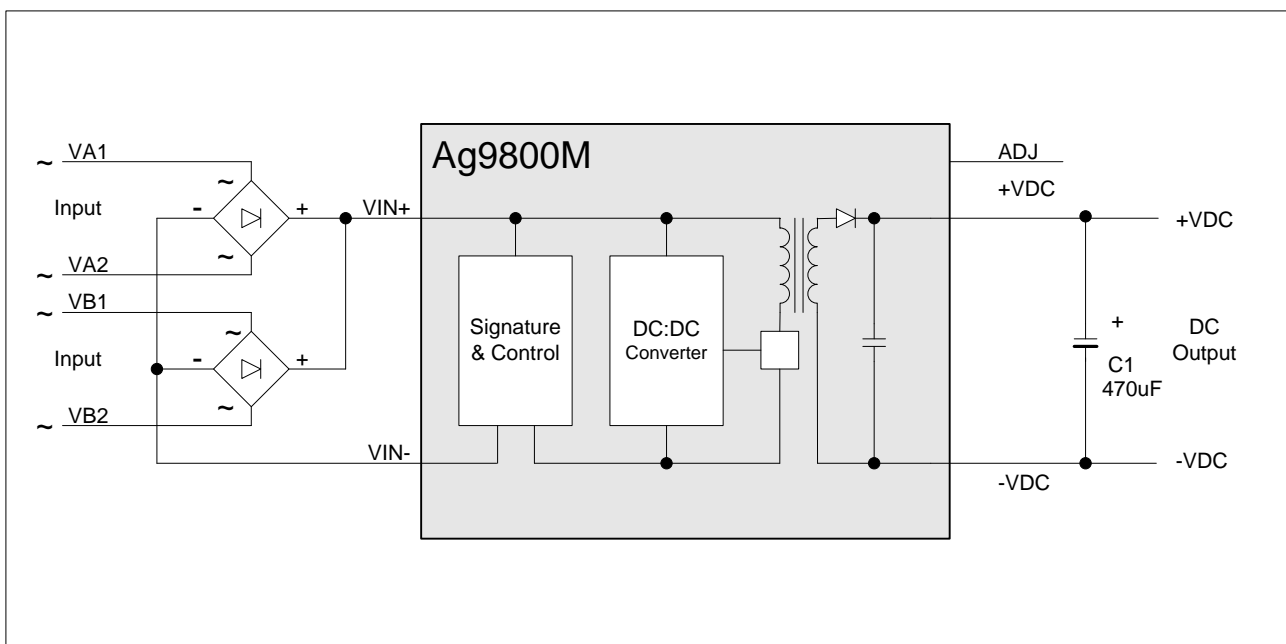 ~ VA1
Input
~ VA2
~ VB1
Input
~ VB2
~
- +
~
~
- +
~
VIN+
VIN-
Ag9800M
Signature
& Control
DC:DC
Converter
ADJ
+VDC
-VDC
+
C1
470uF
+VDC
DC
Output
-VDC